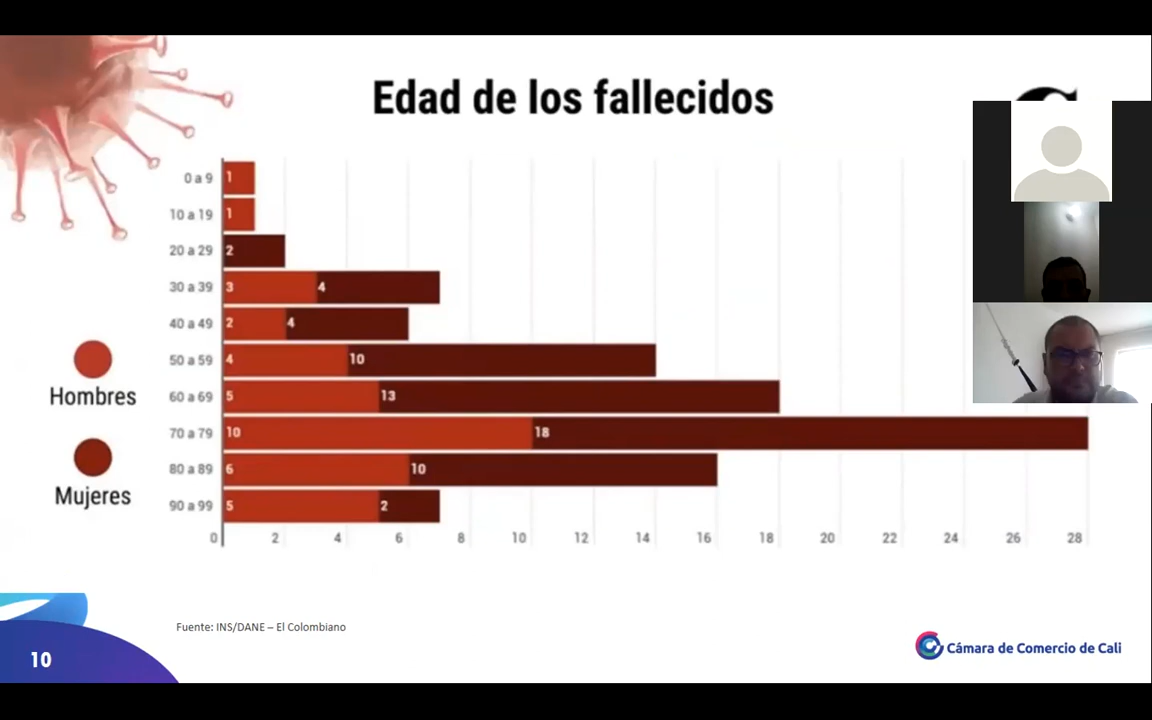 Edad de los fallecidos
0 a 9 1
10 a 19 1
20 a 29 2
30 a 39 3 4
40 a 49 2 4
50 a 59 4 10
60 a 69 5 13
70 a 79 10 18
80 a 89 6 10
90 a 99 5 2
0 2 4 6 8 10 12 14 16 18 20 22 24 26 28
Hombres
Mujeres
Fuente: INS/DANE – El Colombiano
10
Cámara de Comercio de Cali